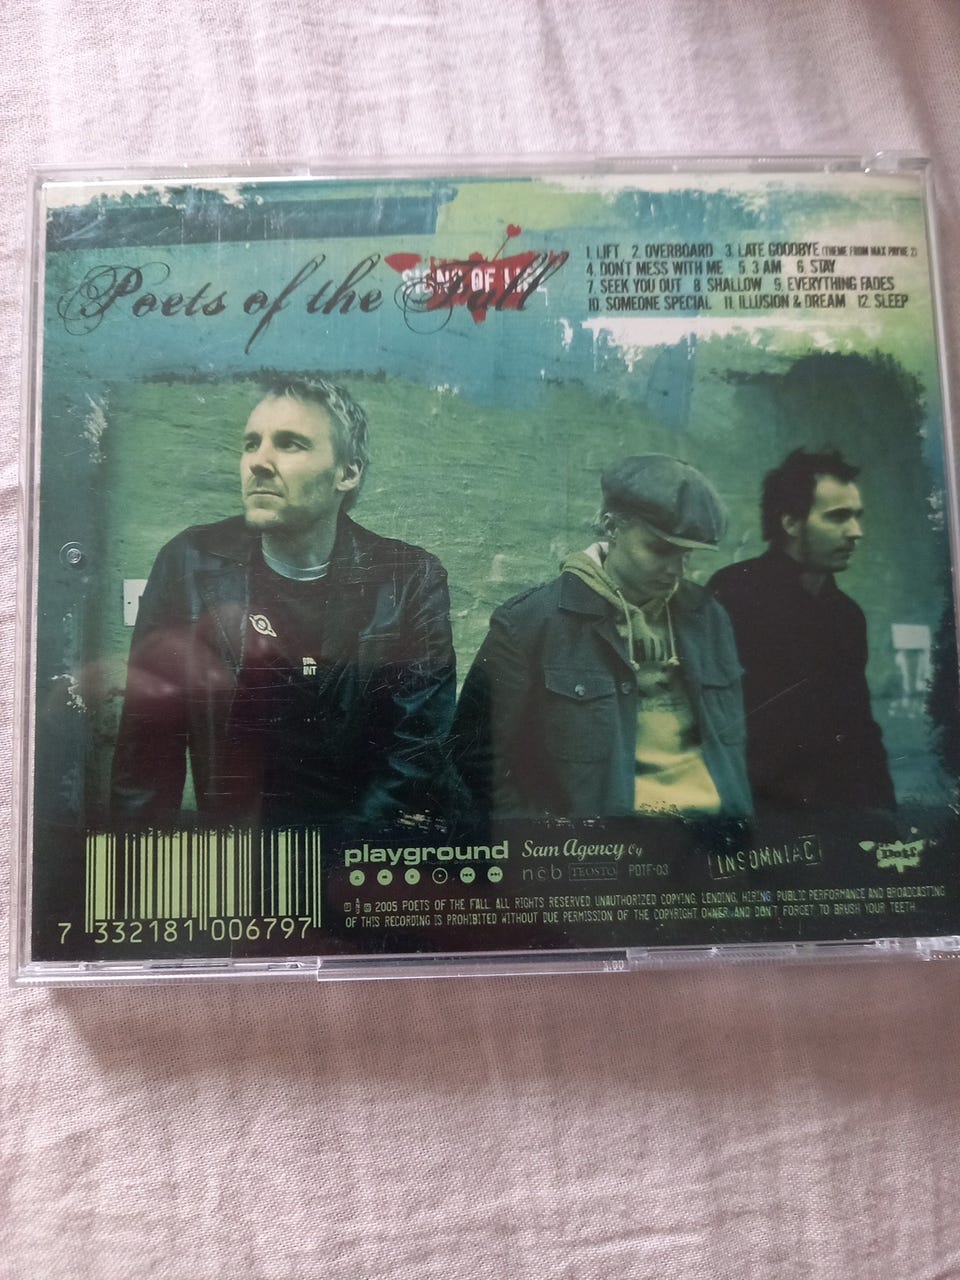 Poets of the Fall
SIGNS OF LIFE
1. LIFT 2. OVERBOARD 3. LATE GOODBYE (THEME FROM MAX PAYNE 2)
4. DON'T MESS WITH ME 5. 3 AM 6. STAY
7. SEEK YOU OUT 8. SHALLOW 9. EVERYTHING FADES
10. SOMEONE SPECIAL 11. ILLUSION & DREAM 12. SLEEP
INT
playground
Sam Agency Oy
ncb TEOSTO POTF-03
INSOMNIAC
PotF
7 332181 006797
2005 POETS OF THE FALL. ALL RIGHTS RESERVED. UNAUTHORIZED COPYING, LENDING, HIRING, PUBLIC PERFORMANCE AND BROADCASTING
OF THIS RECORDING IS PROHIBITED WITHOUT DUE PERMISSION OF THE COPYRIGHT OWNER. AND DON'T FORGET TO BRUSH YOUR TEETH.